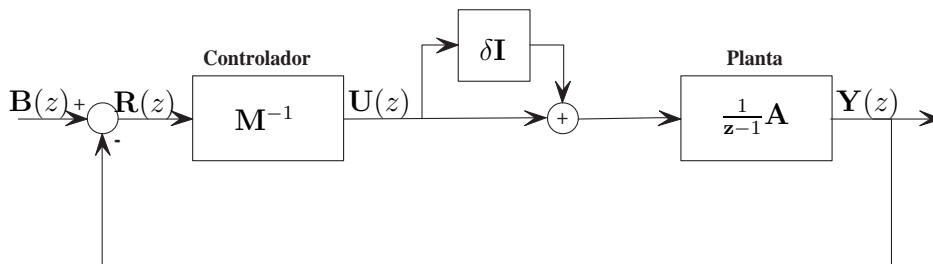 δI
Controlador
Planta
B(z)
+
R(z)
M⁻¹
U(z)
+
1/(z−1) A
Y(z)
-